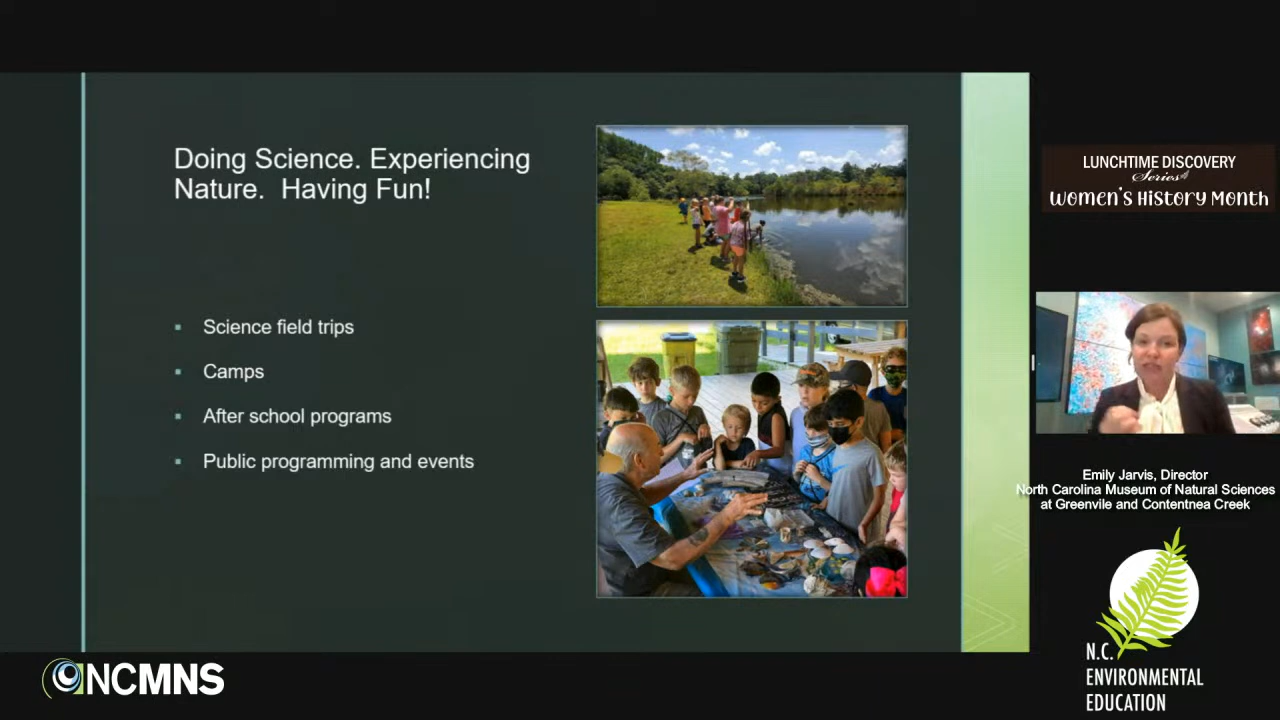 Doing Science. Experiencing
Nature. Having Fun!
Science field trips
Camps
After school programs
Public programming and events
LUNCHTIME DISCOVERY
Series
Women's History Month
Emily Jarvis, Director
North Carolina Museum of Natural Sciences
at Greenvile and Contentnea Creek
NCMNS
N.C.
ENVIRONMENTAL
EDUCATION